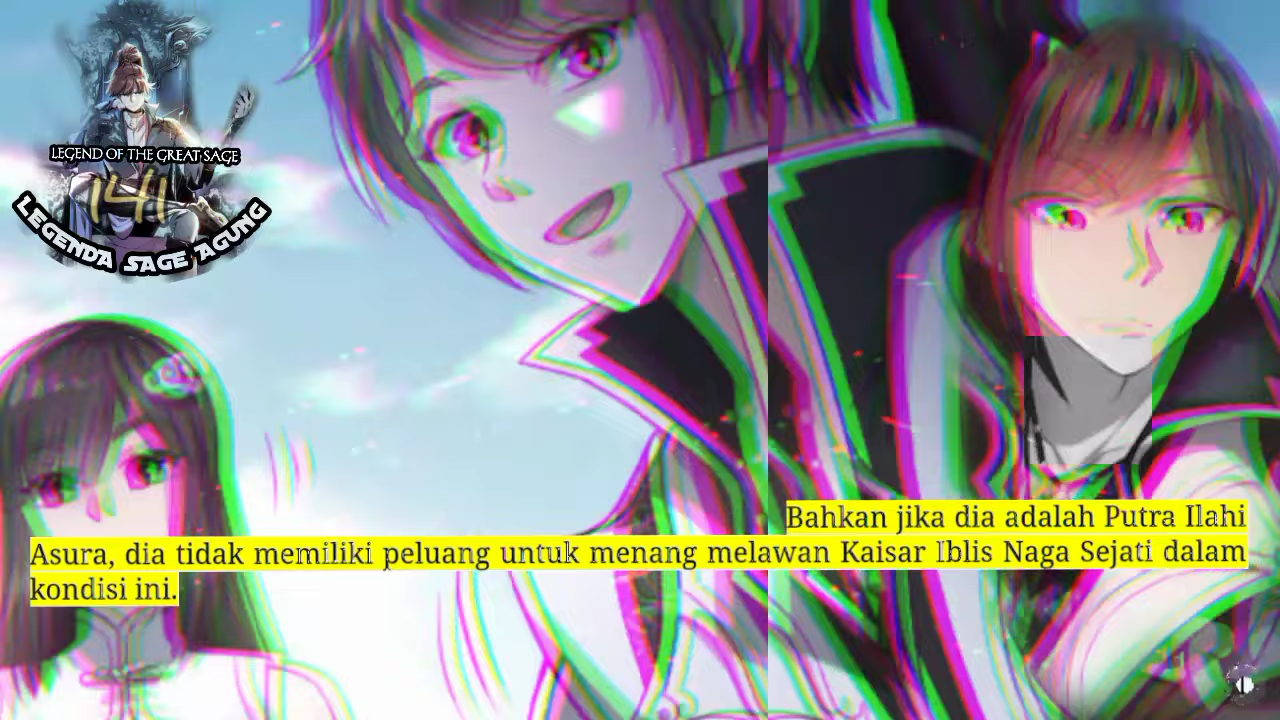 LEGEND OF THE GREAT SAGE
141
LEGENDA SAGE AGUNG
Bahkan jika dia adalah Putra Ilahi
Asura, dia tidak memiliki peluang untuk menang melawan Kaisar Iblis Naga Sejati dalam
kondisi ini.